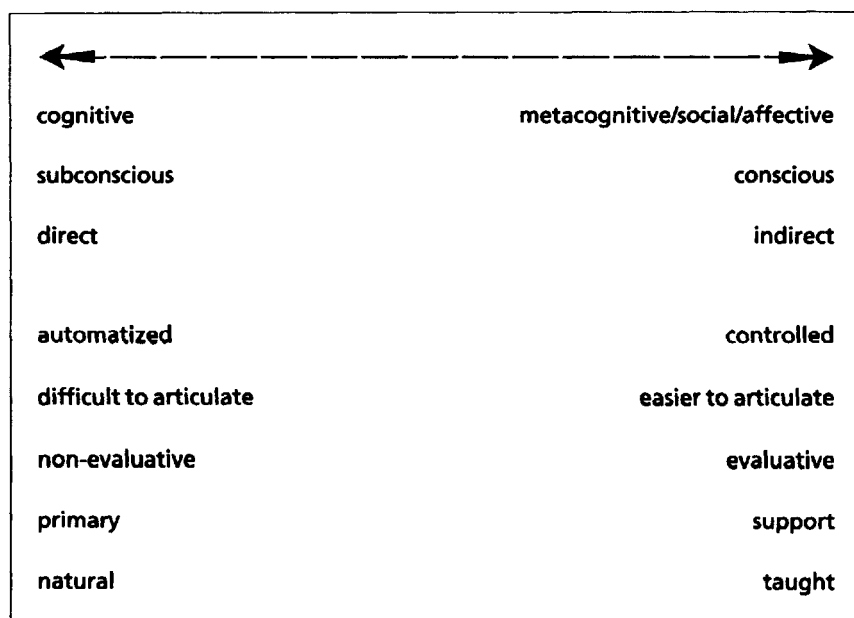 cognitive metacognitive/social/affective
subconscious conscious
direct indirect
automatized controlled
difficult to articulate easier to articulate
non-evaluative evaluative
primary support
natural taught